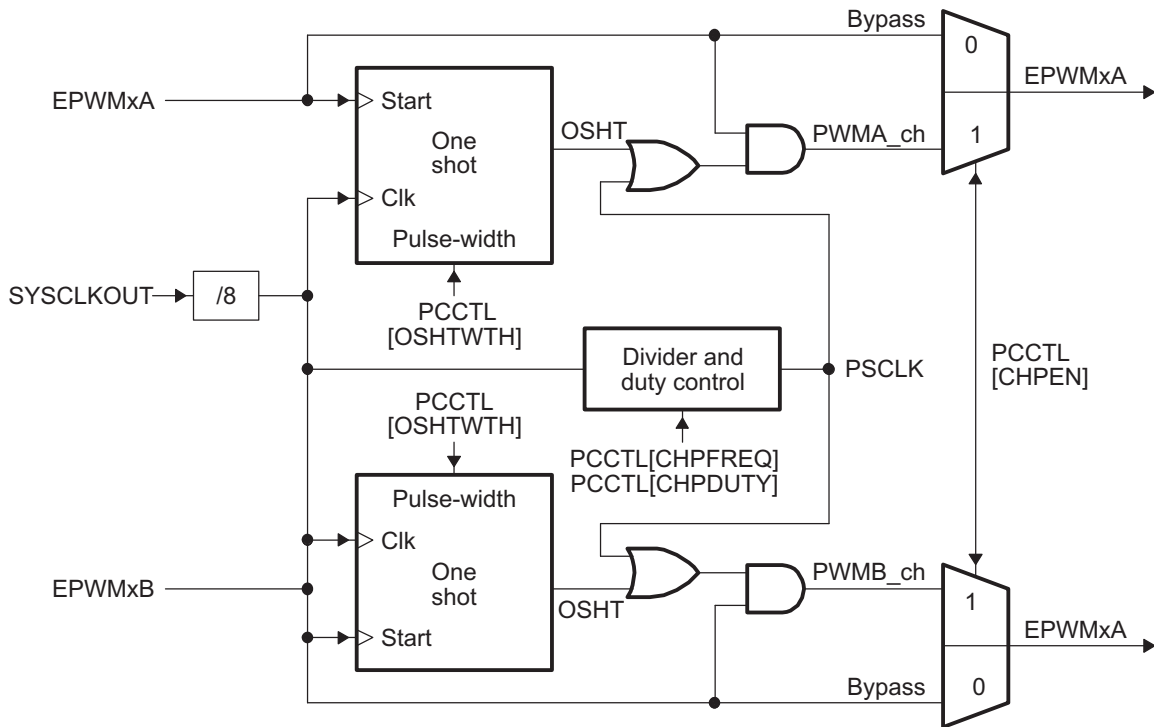 Bypass
0
EPWMxA
EPWMxA
Start
OSHT
One
shot
PWMA_ch
1
Clk
Pulse-width
SYSCLKOUT
/8
PCCTL
[OSHTWTH]
Divider and
duty control
PSCLK
PCCTL
[CHPEN]
PCCTL
[OSHTWTH]
PCCTL[CHPFREQ]
PCCTL[CHPDUTY]
Pulse-width
Clk
EPWMxB
One
shot
OSHT
PWMB_ch
1
EPWMxA
Start
Bypass
0